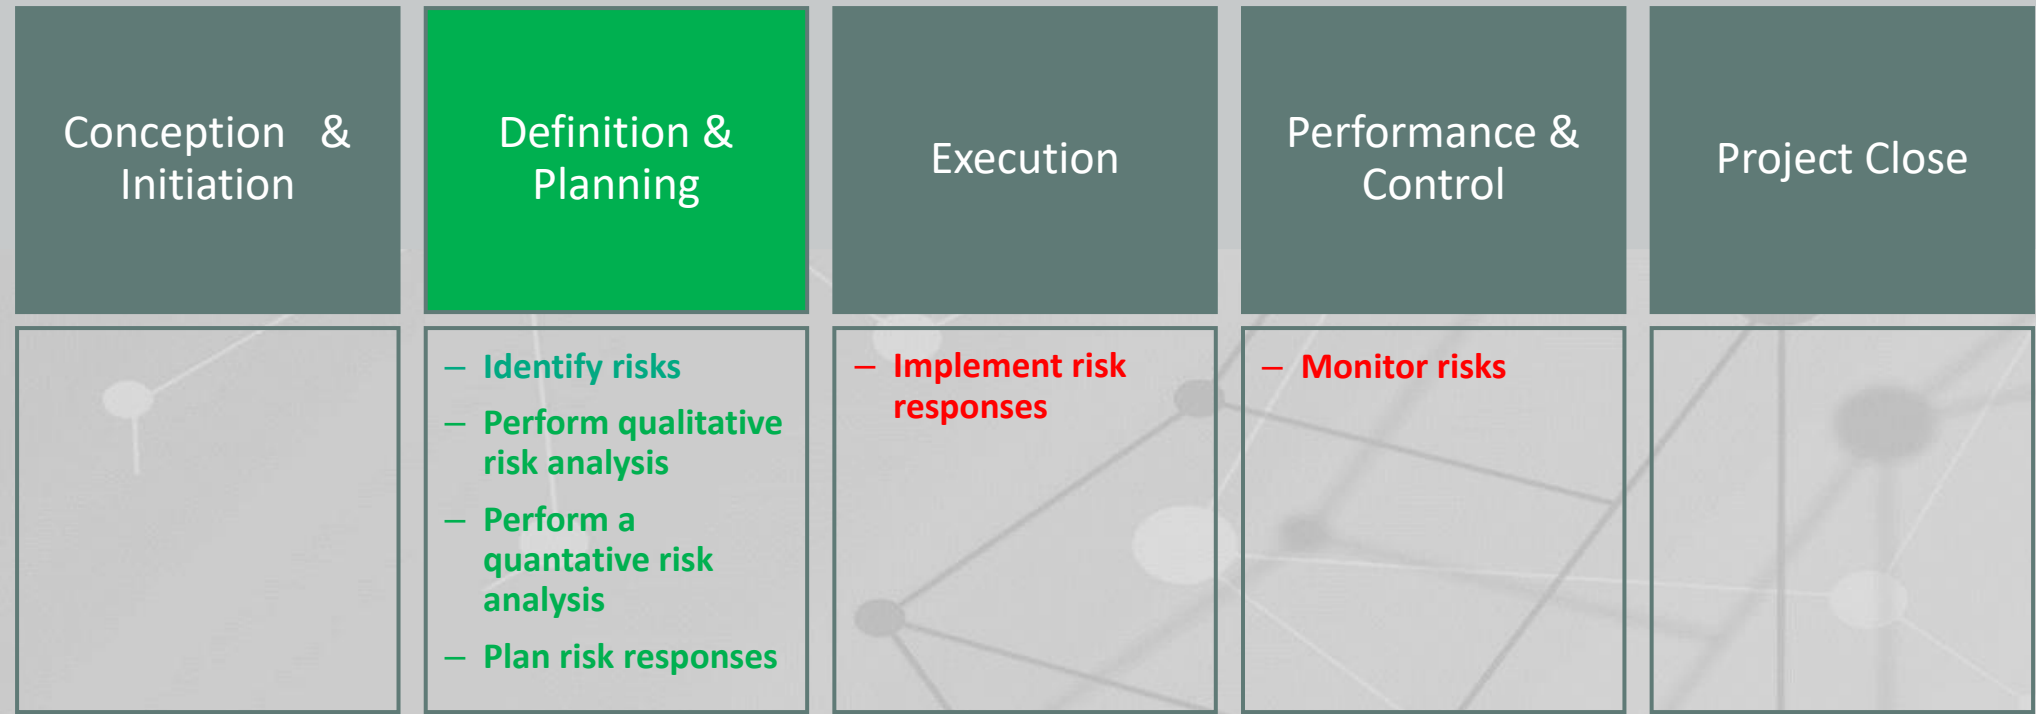 Conception & Initiation
Definition & Planning
Execution
Performance & Control
Project Close
– Identify risks
– Perform qualitative
risk analysis
– Perform a
quantative risk
analysis
– Plan risk responses
– Implement risk
responses
– Monitor risks